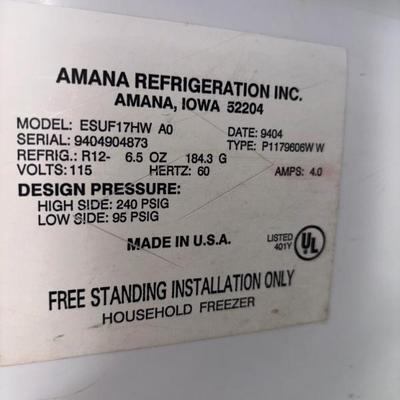 AMANA REFRIGERATION INC.
AMANA, IOWA 52204
MODEL: ESUF17HW A0 DATE: 9404
SERIAL: 9404904873 TYPE: P1179606W W
REFRIG.: R12- 6.5 OZ 184.3 G
VOLTS: 115 HERTZ: 60 AMPS: 4.0
DESIGN PRESSURE:
HIGH SIDE: 240 PSIG
LOW SIDE: 95 PSIG
MADE IN U.S.A.
LISTED
401Y
UL
FREE STANDING INSTALLATION ONLY
HOUSEHOLD FREEZER